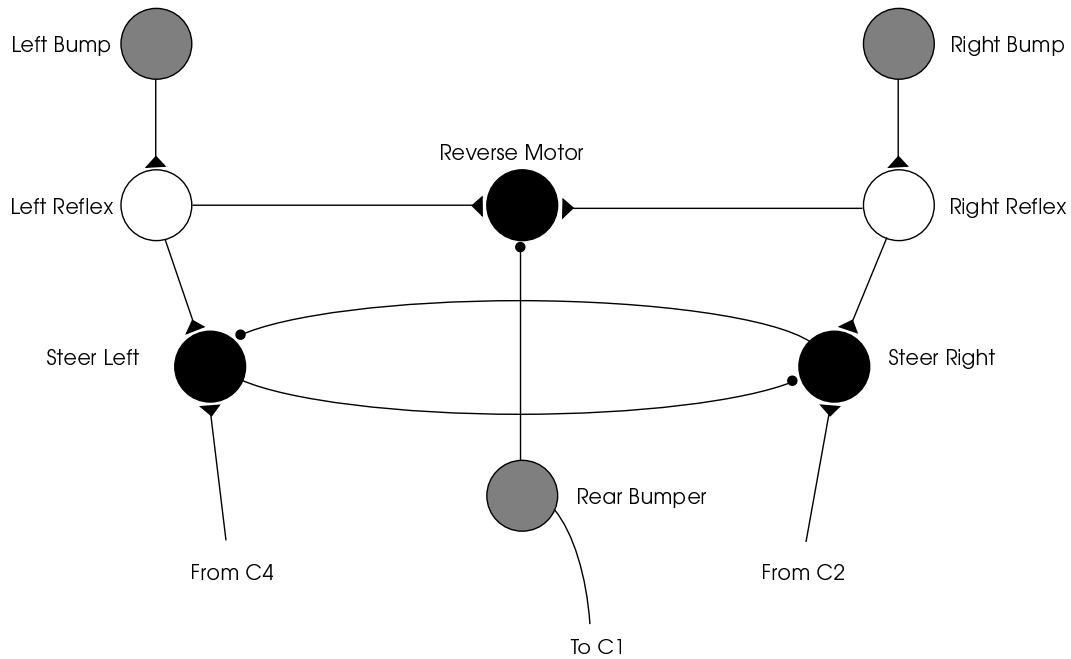 Left Bump
Right Bump
Reverse Motor
Left Reflex
Right Reflex
Steer Left
Steer Right
Rear Bumper
From C4
From C2
To C1